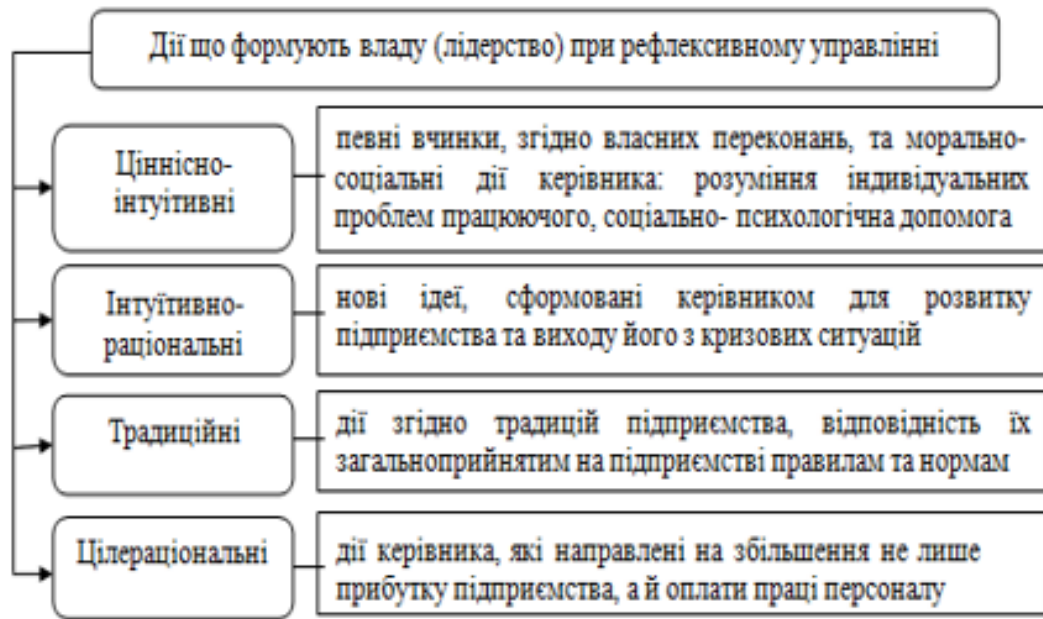 Дії що формують владу (лідерство) при рефлексивному управлінні
Ціннісно-
інтуітивні
певні вчинки, згідно власних переконань, та морально-
соціальні дії керівника: розуміння індивідуальних
проблем працюючого, соціально- психологічна допомога
Інтуїтивно-
раціональні
нові ідеї, сформовані керівником для розвитку
підприємства та виходу його з кризових ситуацій
Традиційні
дії згідно традицій підприємства, відповідність їх
загальноприйнятим на підприємстві правилам та нормам
Цілераціональні
дії керівника, які направлені на збільшення не лише
прибутку підприємства, а й оплати праці персоналу